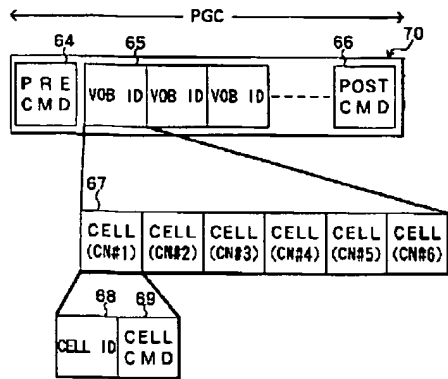 PGC
64 65 66 70
PRE CMD VOB ID VOB ID VOB ID POST CMD
67
CELL (CN#1) CELL (CN#2) CELL (CN#3) CELL (CN#4) CELL (CN#5) CELL (CN#6)
68 69
CELL ID CELL CMD